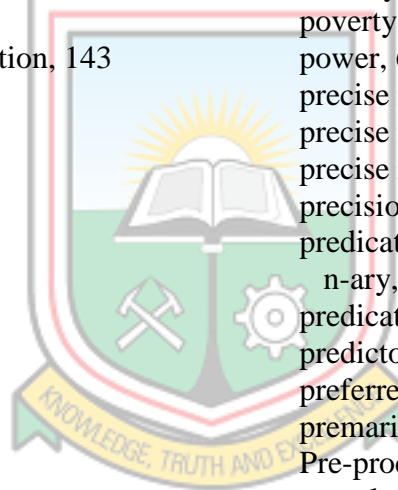 tion, 143
poverty
power,
precise
precise
precise
precisio
predicat
n-ary,
predicat
predicto
preferre
premari
Pre-proc
KNOWLEDGE, TRUTH AND EXCELLENCE